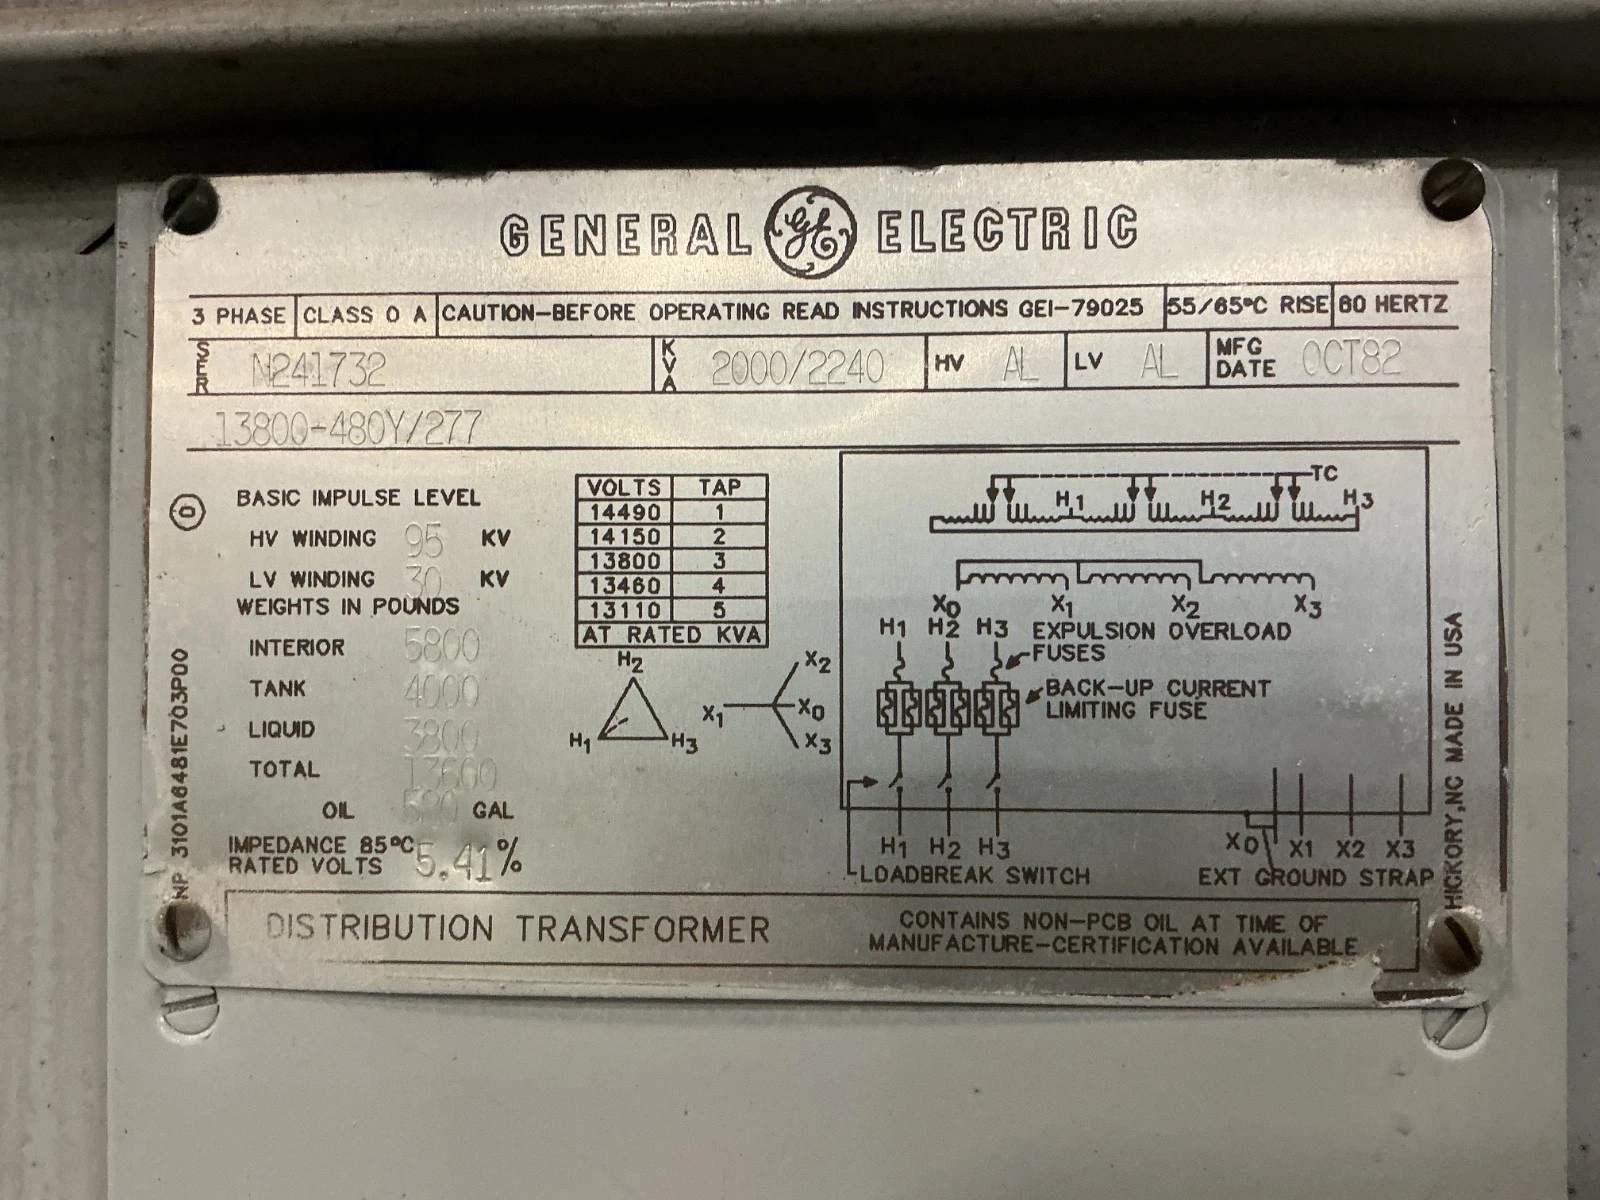 GENERAL GE ELECTRIC
3 PHASE CLASS O A CAUTION-BEFORE OPERATING READ INSTRUCTIONS GEI-79025 55/65°C RISE 60 HERTZ
SER N241732 KVA 2000/2240 HV AL LV AL MFG DATE OCT82
13800-480Y/277
BASIC IMPULSE LEVEL
HV WINDING 95 KV
LV WINDING 30 KV
WEIGHTS IN POUNDS
INTERIOR 5800
TANK 4000
LIQUID 3800
TOTAL 13600
OIL GAL
IMPEDANCE 85°C
RATED VOLTS 5.41%
VOLTS TAP
14490 1
14150 2
13800 3
13460 4
13110 5
AT RATED KVA
H2
H1 H3
X2
X1 X0
X3
TC
H1 H2 H3
X0 X1 X2 X3
H1 H2 H3 EXPULSION OVERLOAD
FUSES
BACK-UP CURRENT
LIMITING FUSE
H1 H2 H3
X0 X1 X2 X3
LOADBREAK SWITCH
EXT GROUND STRAP
NP 3101A6481E703P00
HICKORY,NC MADE IN USA
DISTRIBUTION TRANSFORMER
CONTAINS NON-PCB OIL AT TIME OF
MANUFACTURE-CERTIFICATION AVAILABLE